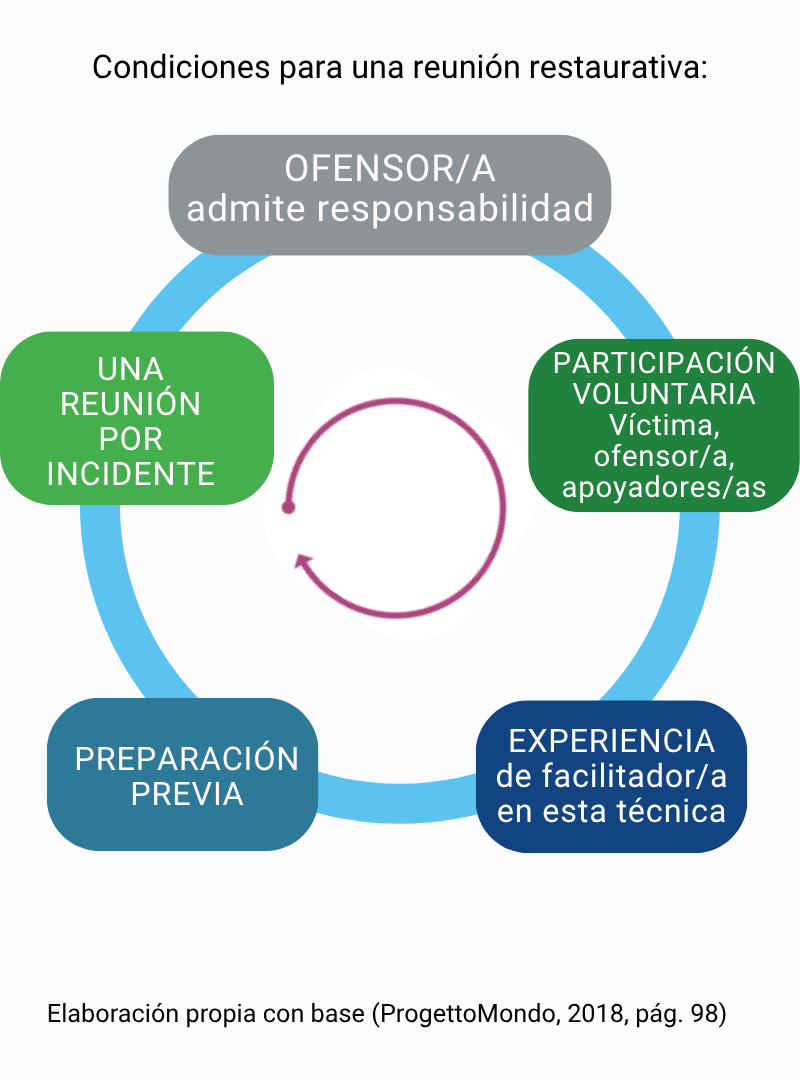 Condiciones para una reunión restaurativa:
OFENSOR/A
admite responsabilidad
PARTICIPACIÓN
VOLUNTARIA
Víctima,
ofensor/a,
apoyadores/as
EXPERIENCIA
de facilitador/a
en esta técnica
PREPARACIÓN
PREVIA
UNA
REUNIÓN
POR
INCIDENTE
Elaboración propia con base (ProgettoMondo, 2018, pág. 98)